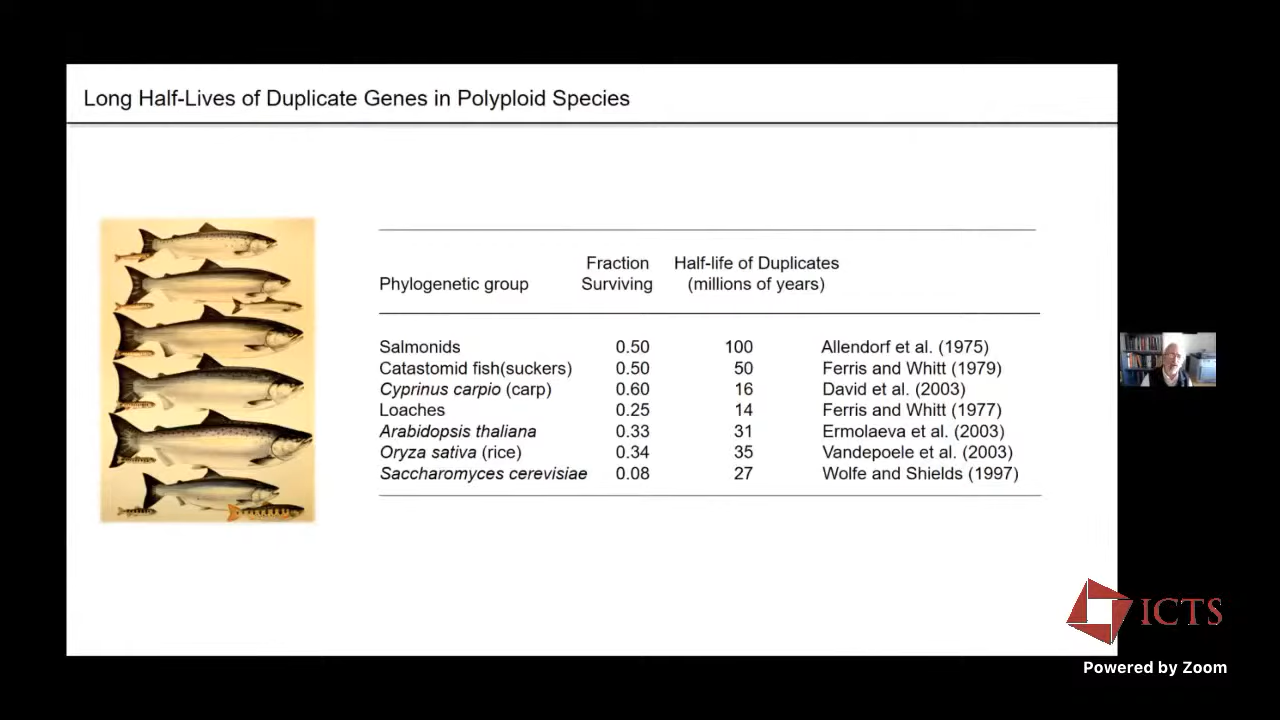 Long Half-Lives of Duplicate Genes in Polyploid Species
Fraction Half-life of Duplicates
Phylogenetic group Surviving (millions of years)
Salmonids 0.50 100 Allendorf et al. (1975)
Catastomid fish(suckers) 0.50 50 Ferris and Whitt (1979)
Cyprinus carpio (carp) 0.60 16 David et al. (2003)
Loaches 0.25 14 Ferris and Whitt (1977)
Arabidopsis thaliana 0.33 31 Ermolaeva et al. (2003)
Oryza sativa (rice) 0.34 35 Vandepoele et al. (2003)
Saccharomyces cerevisiae 0.08 27 Wolfe and Shields (1997)
ICTS
Powered by Zoom